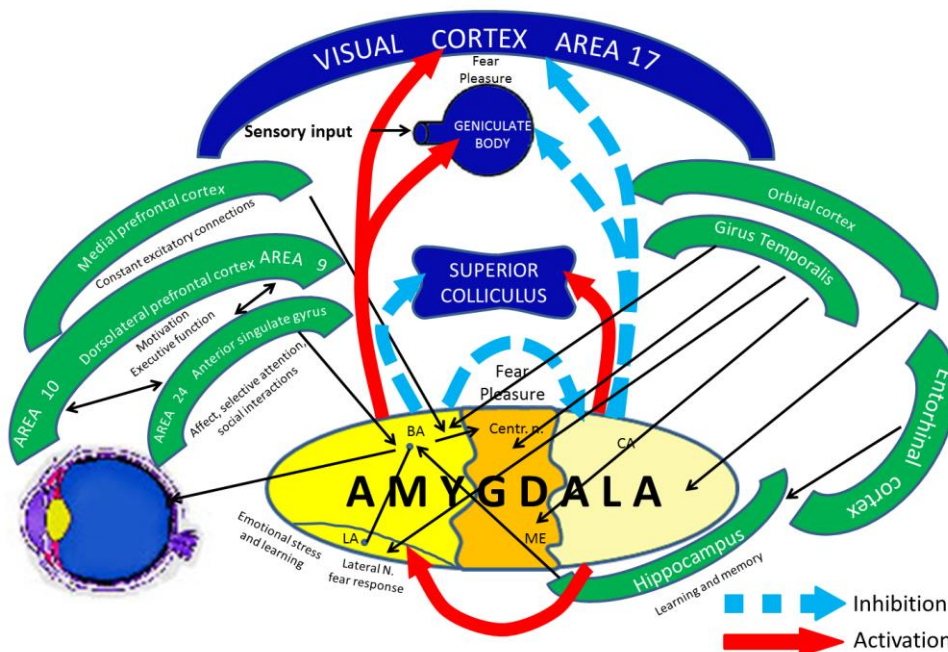 VISUAL CORTEX AREA 17
Fear
Pleasure
Sensory input
GENICULATE
BODY
Medial prefrontal cortex
Constant excitatory connections
Dorsolateral prefrontal cortex AREA 9
AREA 10
Motivation
Executive function
AREA 24 Anterior singulate gyrus
Affect, selective attention,
social interactions
Orbital cortex
Girus Temporalis
SUPERIOR
COLLICULUS
Fear
Pleasure
Entorhinal
cortex
BA
Centr. n.
CA
AMYGDALA
LA
ME
Emotional stress
and learning
Lateral N.
fear response
Hippocampus
Learning and memory
Inhibition
Activation